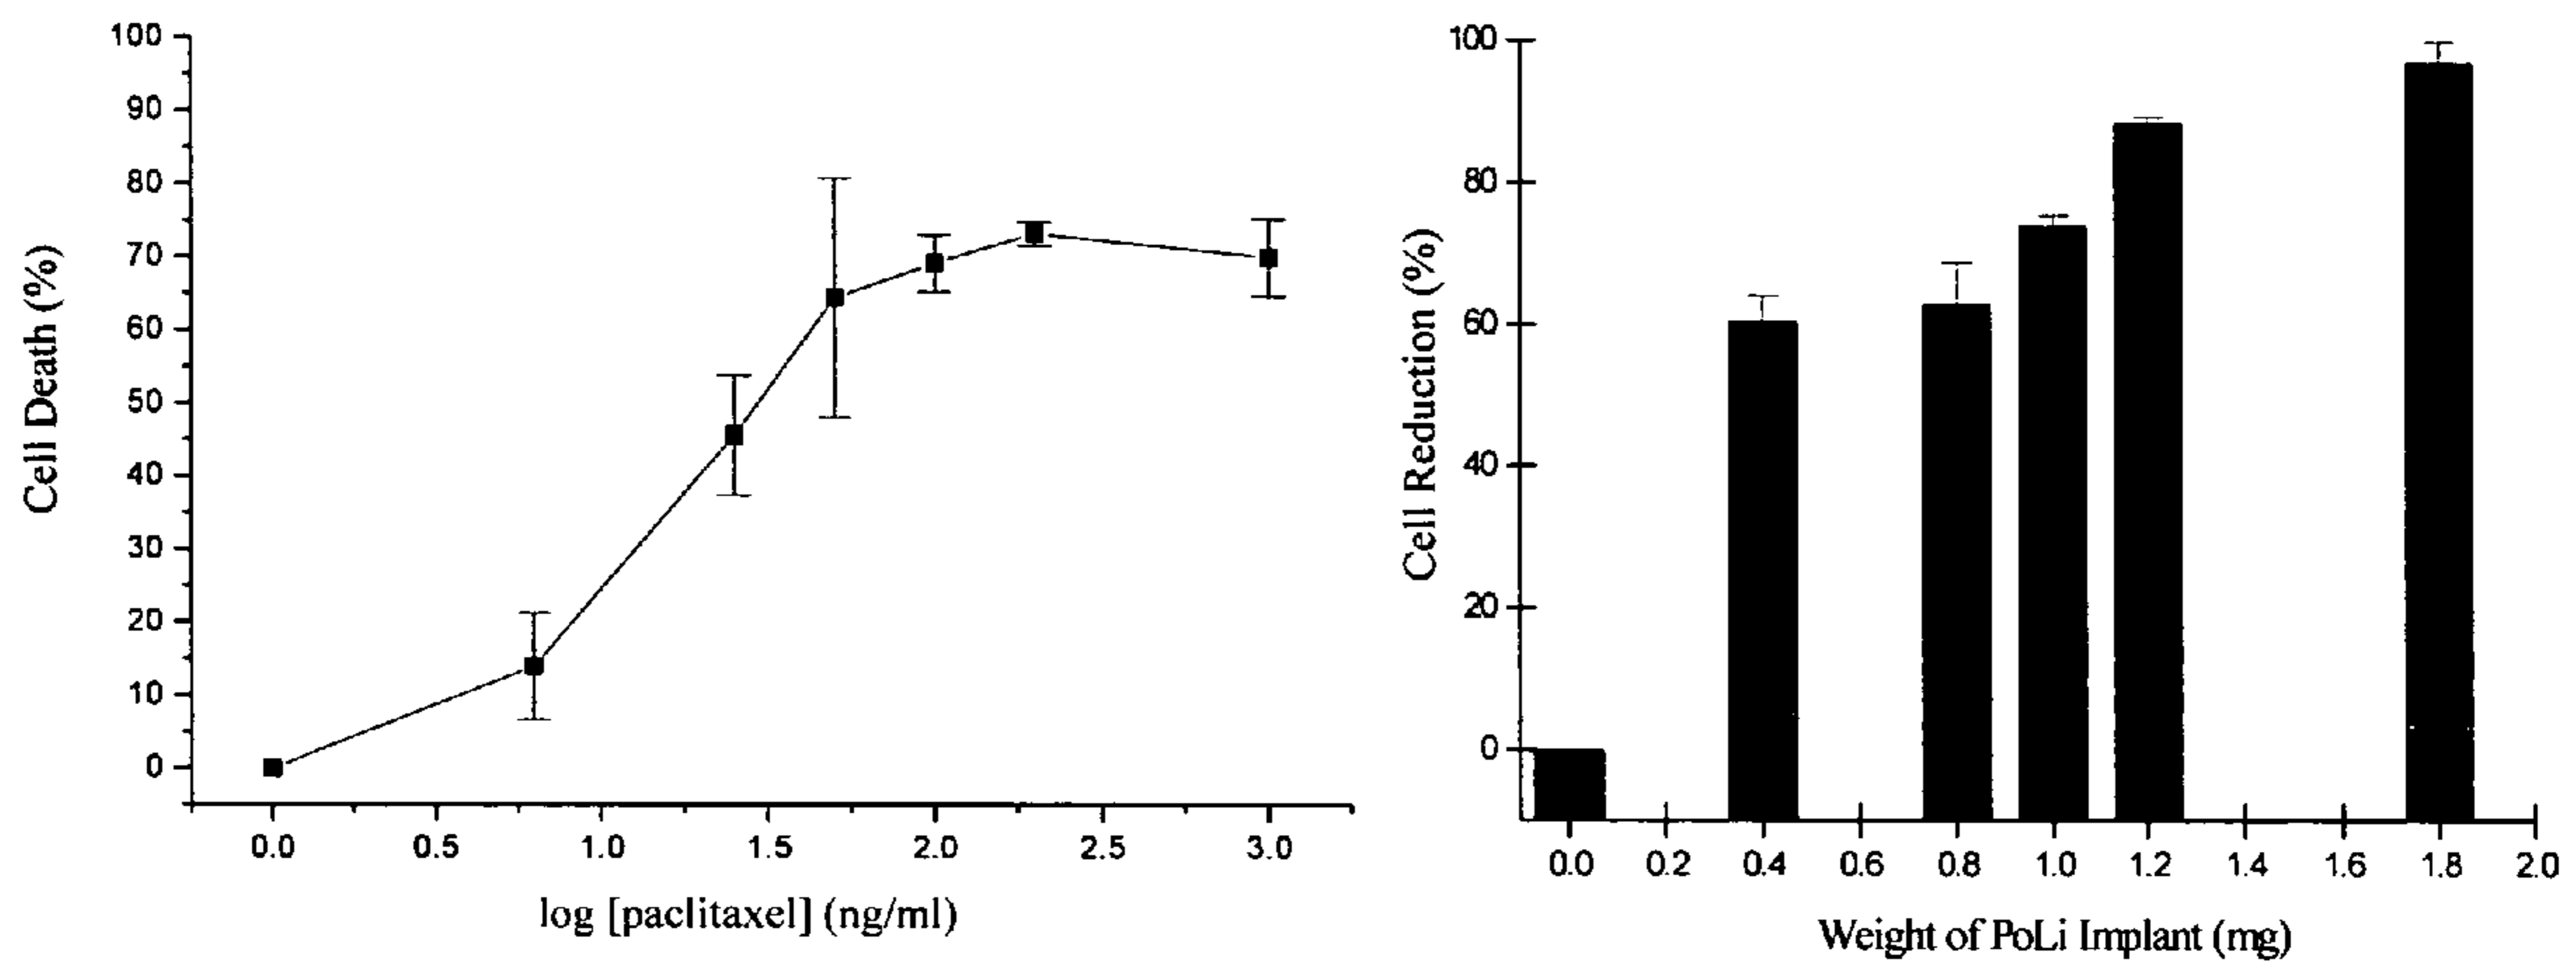 Cell Death (%)
100
90
80
70
60
50
40
30
20
10
0
0.0 0.5 1.0 1.5 2.0 2.5 3.0
log [paclitaxel] (ng/ml)
Cell Reduction (%)
100
80
60
40
20
0
0.0 0.2 0.4 0.6 0.8 1.0 1.2 1.4 1.6 1.8 2.0
Weight of PoLi Implant (mg)